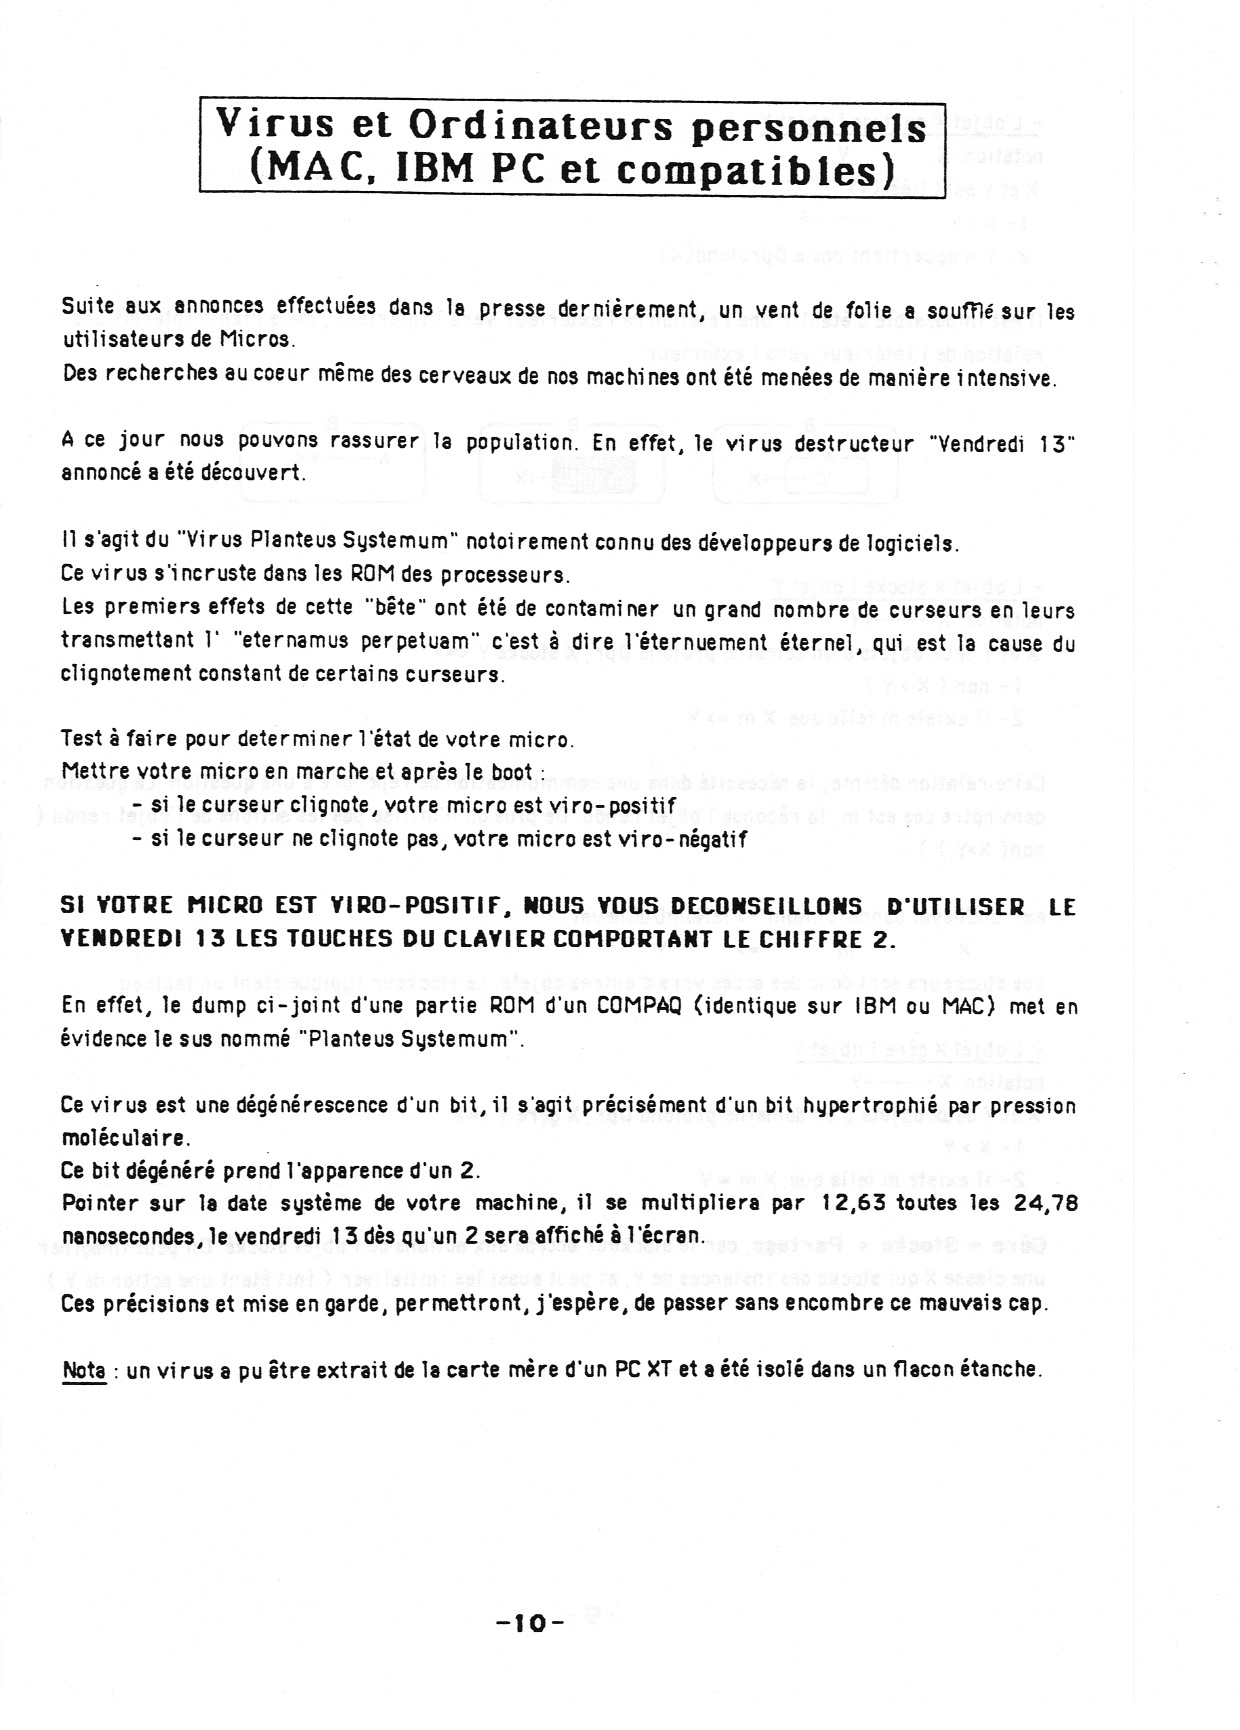 Virus et Ordinateurs personnels
(MAC, IBM PC et compatibles)
Suite aux annonces effectuées dans la presse dernièrement, un vent de folie a soufflé sur les
utilisateurs de Micros.
Des recherches au coeur même des cerveaux de nos machines ont été menées de manière intensive.
A ce jour nous pouvons rassurer la population. En effet, le virus destructeur "Vendredi 13"
annoncé a été découvert.
Il s'agit du "Virus Planteus Systemum" notoirement connu des développeurs de logiciels.
Ce virus s'incruste dans les ROM des processeurs.
Les premiers effets de cette "bête" ont été de contaminer un grand nombre de curseurs en leurs
transmettant l' "eternamus perpetuam" c'est à dire l'éternuement éternel, qui est la cause du
clignotement constant de certains curseurs.
Test à faire pour determiner l'état de votre micro.
Mettre votre micro en marche et après le boot :
- si le curseur clignote, votre micro est viro-positif
- si le curseur ne clignote pas, votre micro est viro-négatif
SI VOTRE MICRO EST VIRO-POSITIF, NOUS VOUS DECONSEILLONS D'UTILISER LE
VENDREDI 13 LES TOUCHES DU CLAVIER COMPORTANT LE CHIFFRE 2.
En effet, le dump ci-joint d'une partie ROM d'un COMPAQ (identique sur IBM ou MAC) met en
évidence le sus nommé "Planteus Systemum".
Ce virus est une dégénérescence d'un bit, il s'agit précisément d'un bit hypertrophié par pression
moléculaire.
Ce bit dégénéré prend l'apparence d'un 2.
Pointer sur la date système de votre machine, il se multipliera par 12,63 toutes les 24,78
nanosecondes, le vendredi 13 dès qu'un 2 sera affiché à l'écran.
Ces précisions et mise en garde, permettront, j'espère, de passer sans encombre ce mauvais cap.
Nota : un virus a pu être extrait de la carte mère d'un PC XT et a été isolé dans un flacon étanche.
-10-